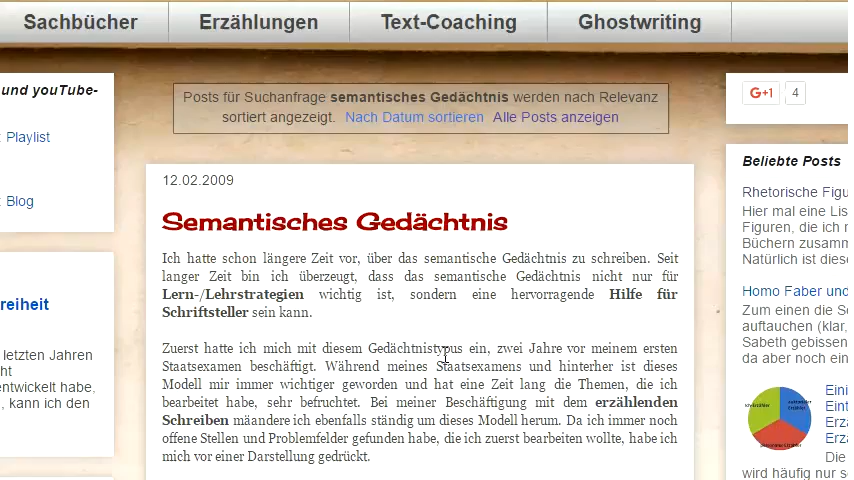 Sachbücher
Erzählungen
Text-Coaching
Ghostwriting
und youTube-
Playlist
Blog
reiheit
letzten Jahren
ht
entwickelt habe,
, kann ich den
Posts für Suchanfrage semantisches Gedächtnis werden nach Relevanz
sortiert angezeigt. Nach Datum sortieren Alle Posts anzeigen
12.02.2009
Semantisches Gedächtnis
Ich hatte schon längere Zeit vor, über das semantische Gedächtnis zu schreiben. Seit
langer Zeit bin ich überzeugt, dass das semantische Gedächtnis nicht nur für
Lern-/Lehrstrategien wichtig ist, sondern eine hervorragende Hilfe für
Schriftsteller sein kann.
Zuerst hatte ich mich mit diesem Gedächtnistypus ein, zwei Jahre vor meinem ersten
Staatsexamen beschäftigt. Während meines Staatsexamens und hinterher ist dieses
Modell mir immer wichtiger geworden und hat eine Zeit lang die Themen, die ich
bearbeitet habe, sehr befruchtet. Bei meiner Beschäftigung mit dem erzählenden
Schreiben mäandere ich ebenfalls ständig um dieses Modell herum. Da ich immer noch
offene Stellen und Problemfelder gefunden habe, die ich zuerst bearbeiten wollte, habe ich
mich vor einer Darstellung gedrückt.
G+1 4
Beliebte Posts
Rhetorische Figu
Hier mal eine Lis
Figuren, die ich r
Büchern zusamm
Natürlich ist diese
Homo Faber und
Zum einen die Sc
auftauchen (klar,
Sabeth gebissen
da aber noch ein
Eini
Eint
Erzä
Erzä
Die
wird häufig nur so